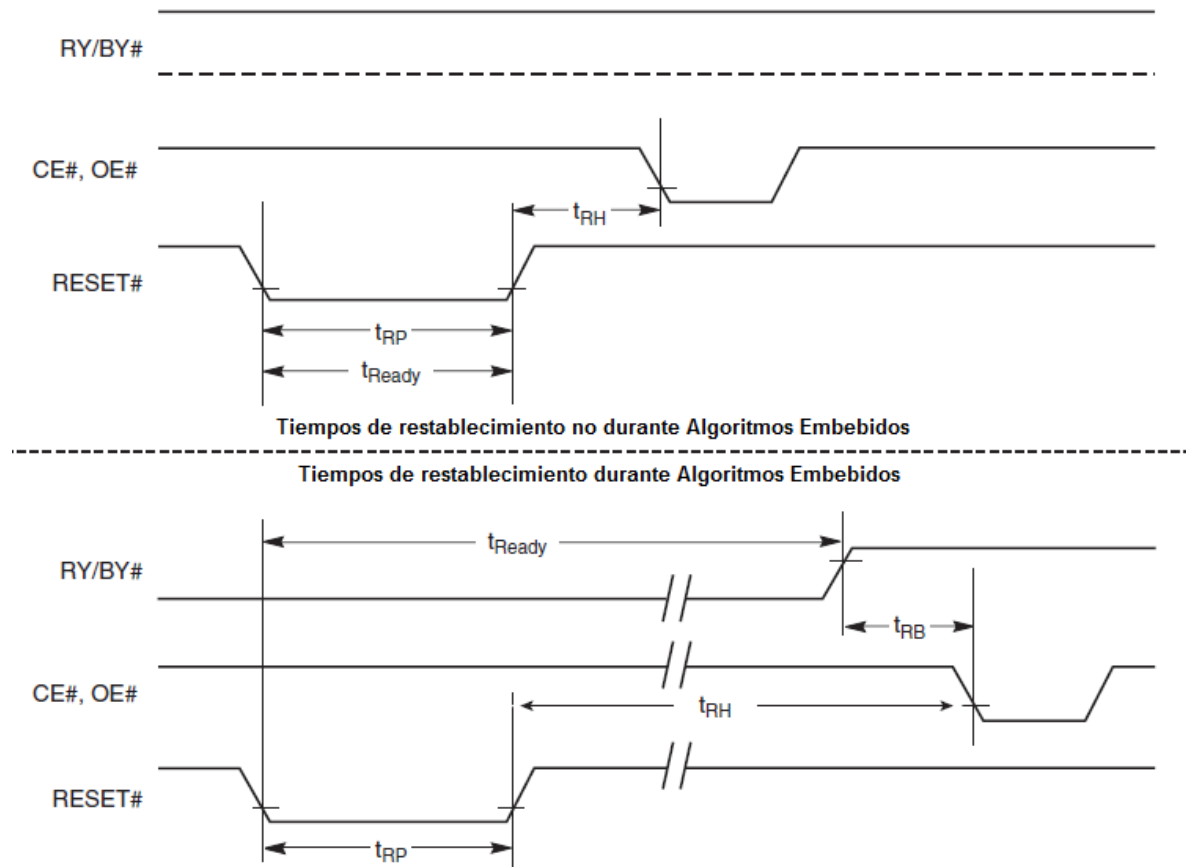 RY/BY#
CE#, OE#
tRH
RESET#
tRP
tReady
Tiempos de restablecimiento no durante Algoritmos Embebidos
Tiempos de restablecimiento durante Algoritmos Embebidos
tReady
RY/BY#
tRB
CE#, OE#
tRH
RESET#
tRP